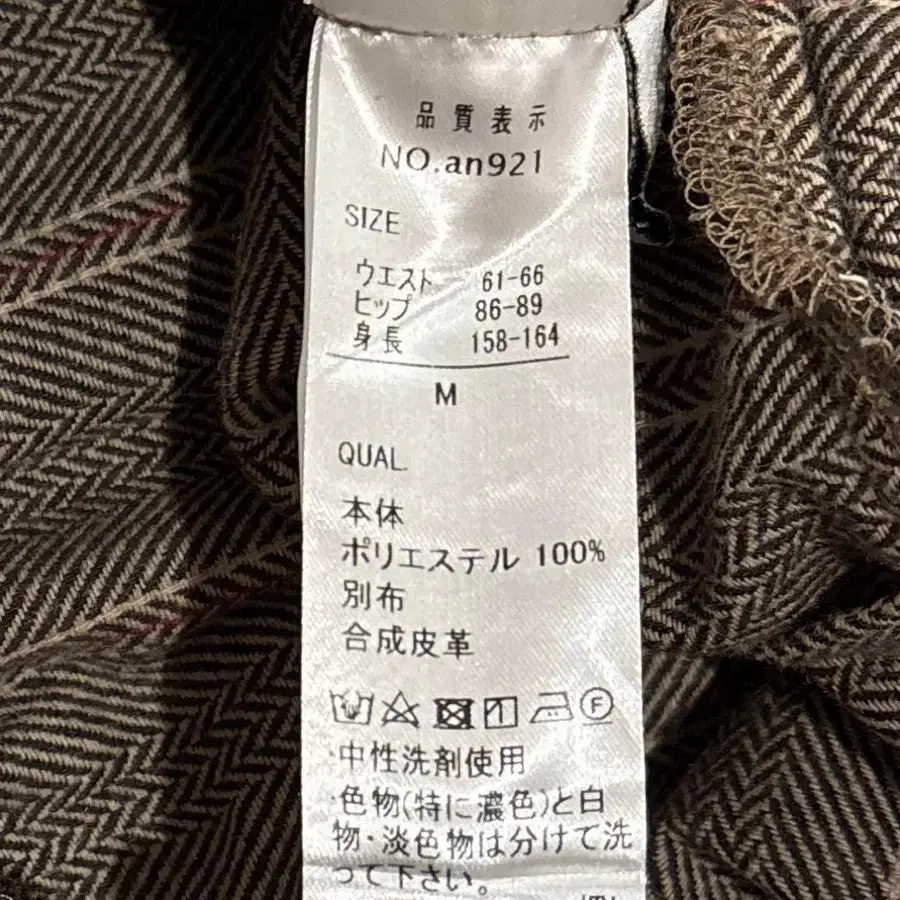 品質表示
NO.an921
SIZE
ウエスト 61-66
ヒップ 86-89
身長 158-164
M
QUAL.
本体
ポリエステル 100%
別布
合成皮革
F
・中性洗剤使用
・色物(特に濃色)と白
物・淡色物は分けて洗
って下さい。